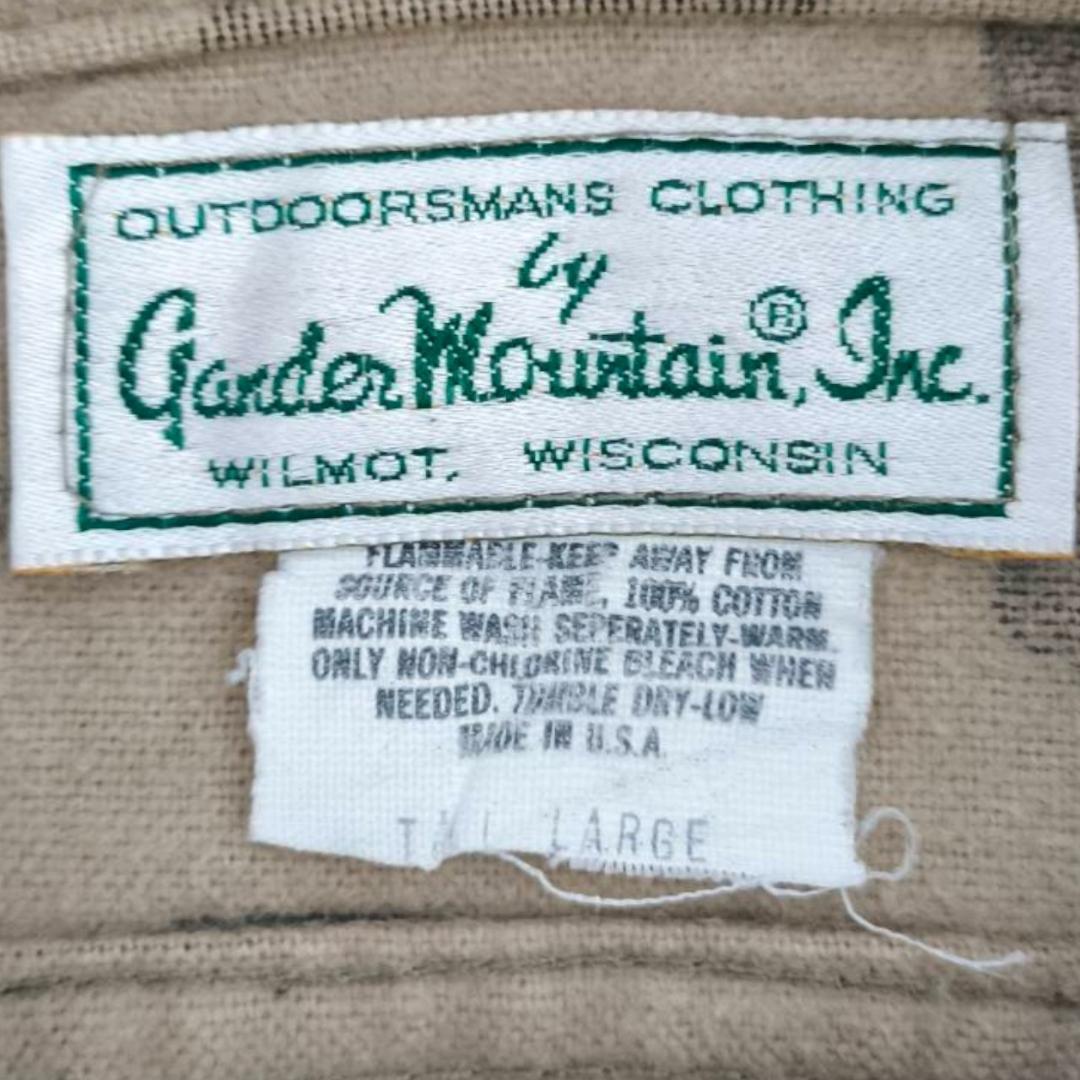 OUTDOORSMANS CLOTHING
by
Gander Mountain, Inc.®
WILMOT, WISCONSIN
FLAMMABLE-KEEP AWAY FROM
SOURCE OF FLAME, 100% COTTON
MACHINE WASH SEPERATELY-WARM.
ONLY NON-CHLORINE BLEACH WHEN
NEEDED. TUMBLE DRY-LOW
MADE IN U.S.A.
LARGE